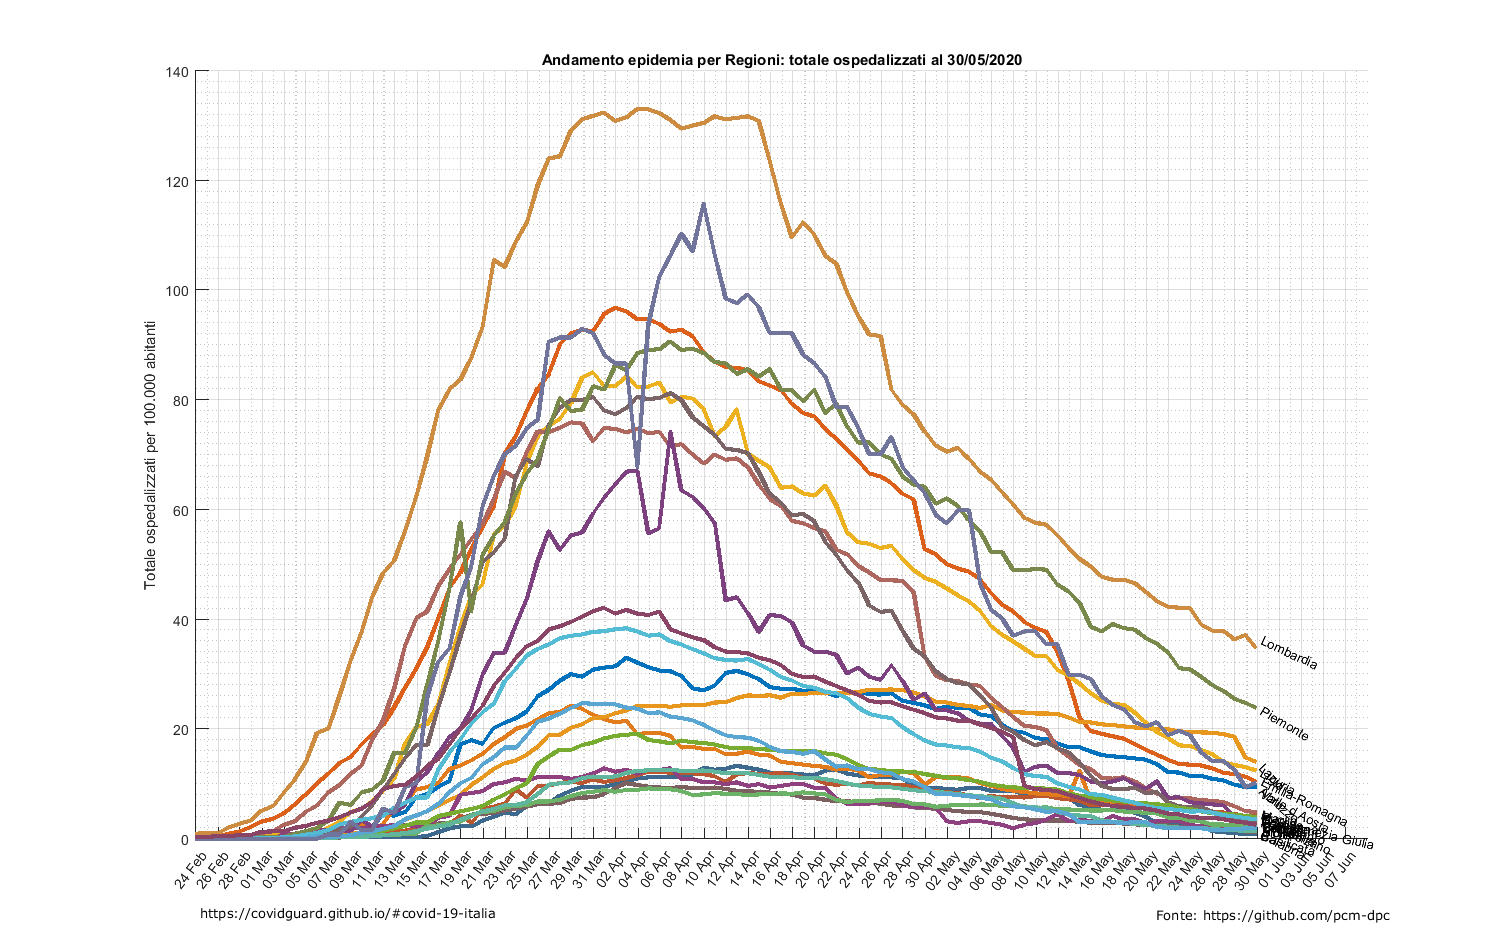 Andamento epidemia per Regioni: totale ospedalizzati al 30/05/2020
Totale ospedalizzati per 100.000 abitanti
140
120
100
80
60
40
20
0
24 Feb
26 Feb
28 Feb
01 Mar
03 Mar
05 Mar
07 Mar
09 Mar
11 Mar
13 Mar
15 Mar
17 Mar
19 Mar
21 Mar
23 Mar
25 Mar
27 Mar
29 Mar
31 Mar
02 Apr
04 Apr
06 Apr
08 Apr
10 Apr
12 Apr
14 Apr
16 Apr
18 Apr
20 Apr
22 Apr
24 Apr
26 Apr
28 Apr
30 Apr
02 May
04 May
06 May
08 May
10 May
12 May
14 May
16 May
18 May
20 May
22 May
24 May
26 May
28 May
30 May
01 Jun
03 Jun
05 Jun
07 Jun
Lombardia
Piemonte
https://covidguard.github.io/#covid-19-italia
Fonte: https://github.com/pcm-dpc